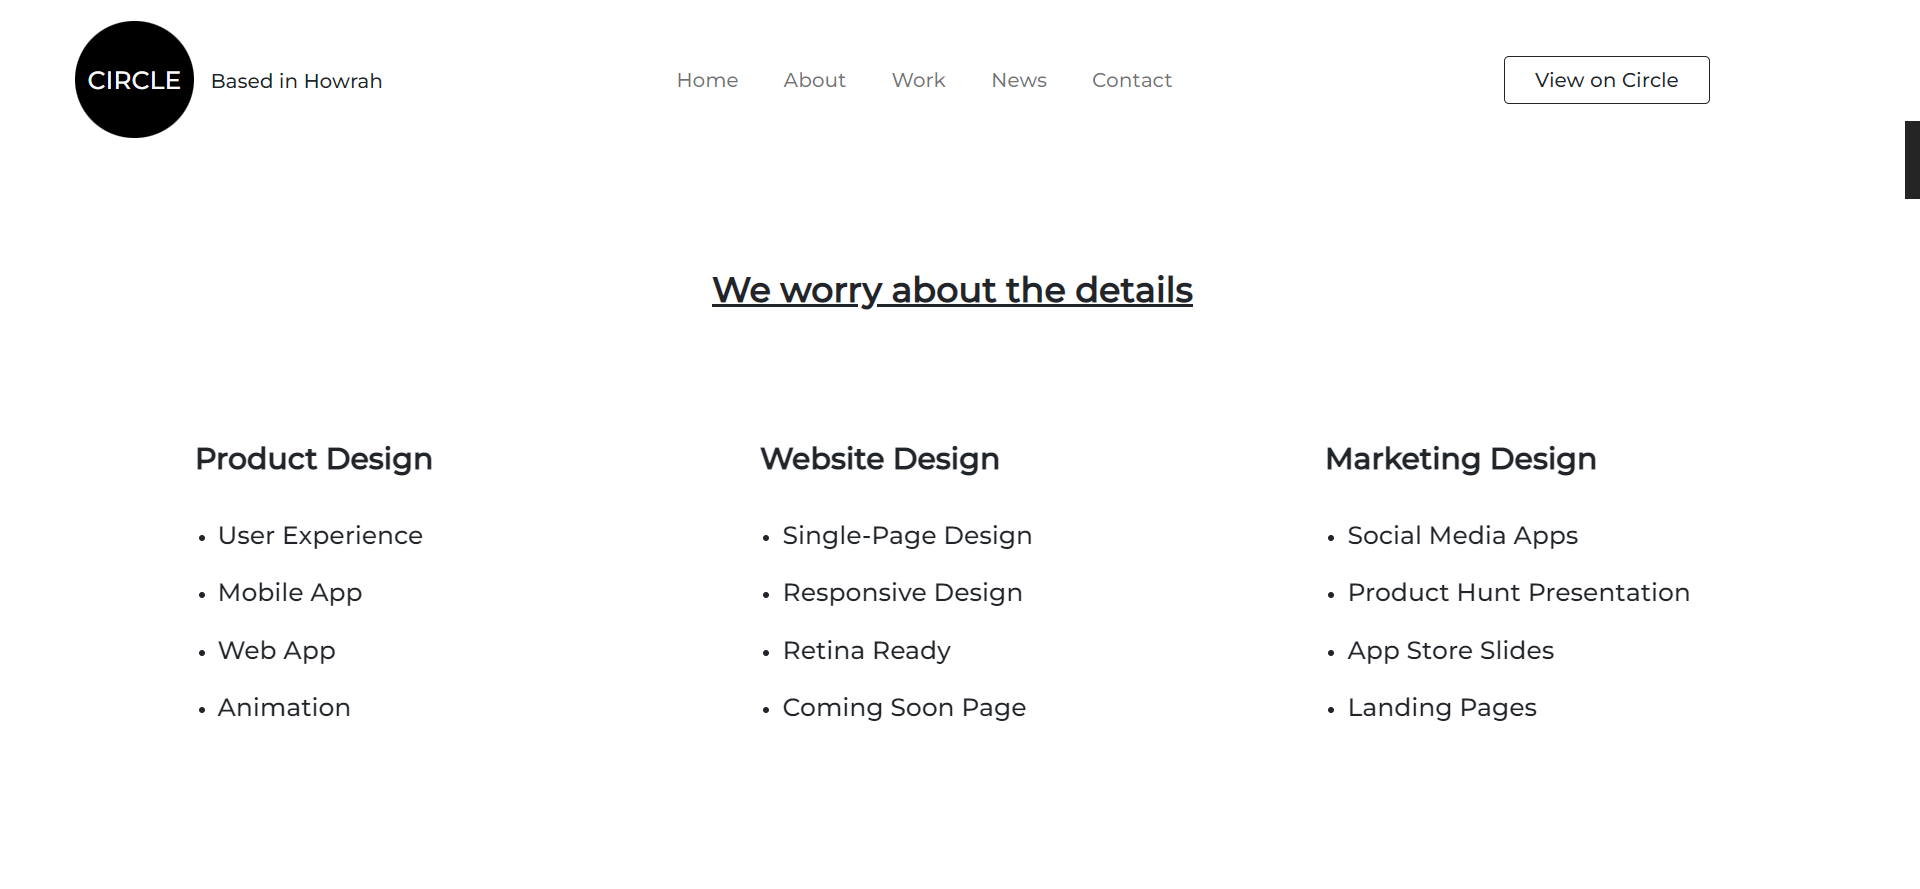 CIRCLE Based in Howrah Home About Work News Contact View on Circle
We worry about the details
Product Design
• User Experience
• Mobile App
• Web App
• Animation
Website Design
• Single-Page Design
• Responsive Design
• Retina Ready
• Coming Soon Page
Marketing Design
• Social Media Apps
• Product Hunt Presentation
• App Store Slides
• Landing Pages